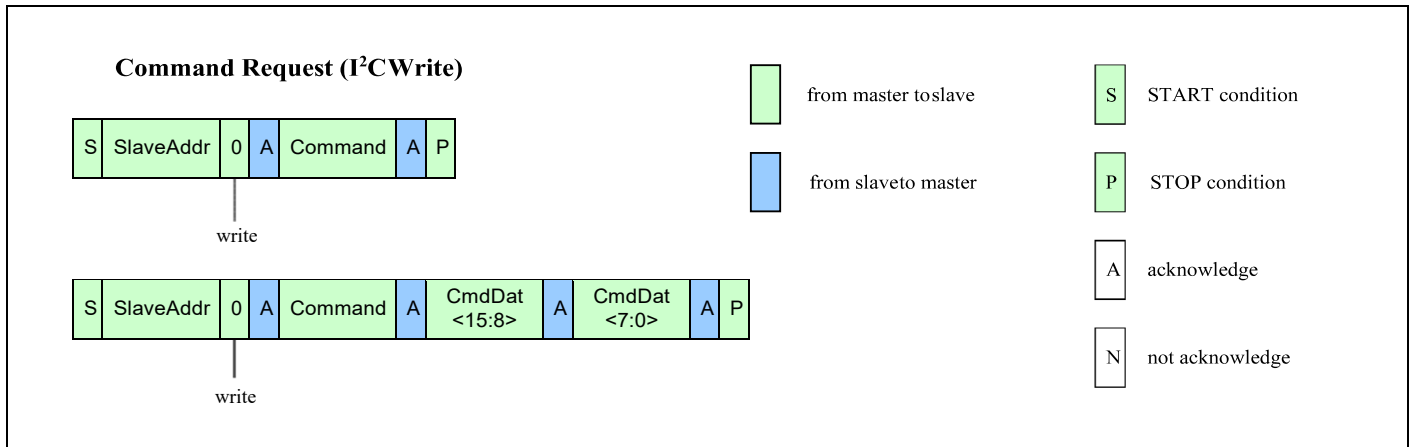 Command Request (I²CWrite)
from master toslave
S START condition
S SlaveAddr 0 A Command A P
from slaveto master
P STOP condition
write
A acknowledge
S SlaveAddr 0 A Command A CmdDat <15:8> A CmdDat <7:0> A P
N not acknowledge
write